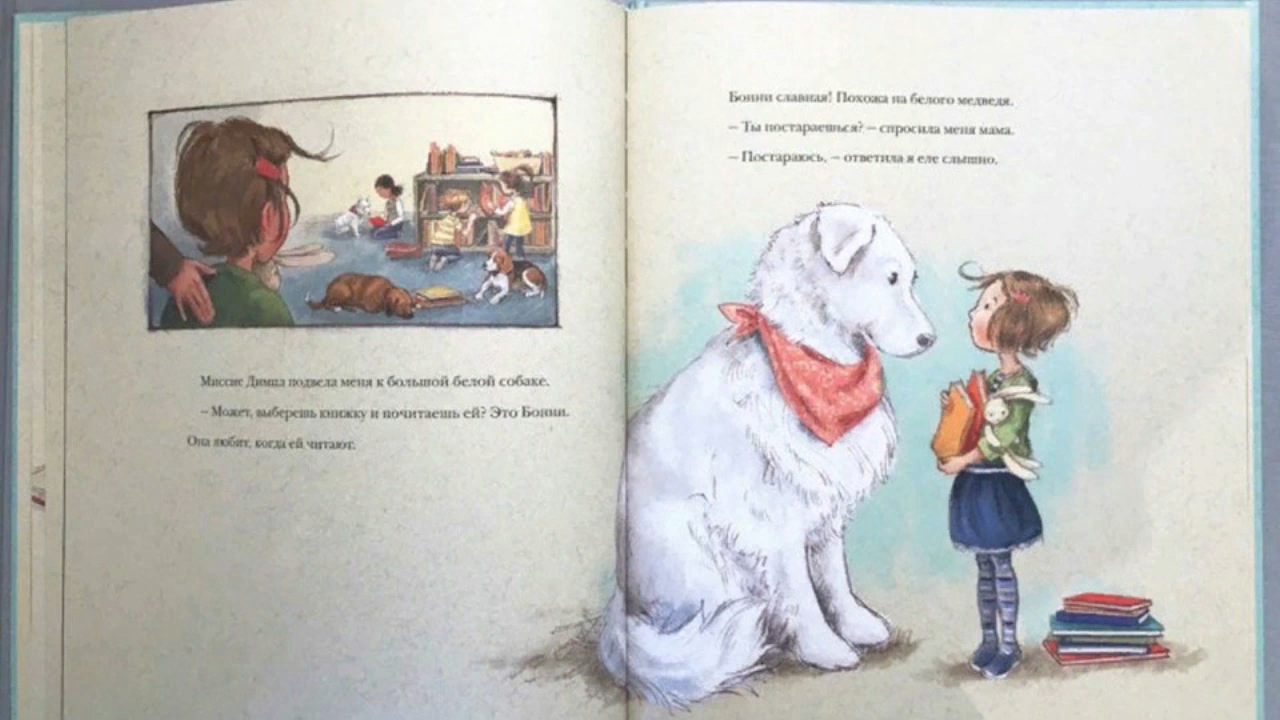 Миссис Димпл подвела меня к большой белой собаке.
– Может, выберешь книжку и почитаешь ей? Это Бонни.
Она любит, когда ей читают.
Бонни славная! Похожа на белого медведя.
– Ты постараешься? – спросила меня мама.
– Постараюсь, – ответила я еле слышно.